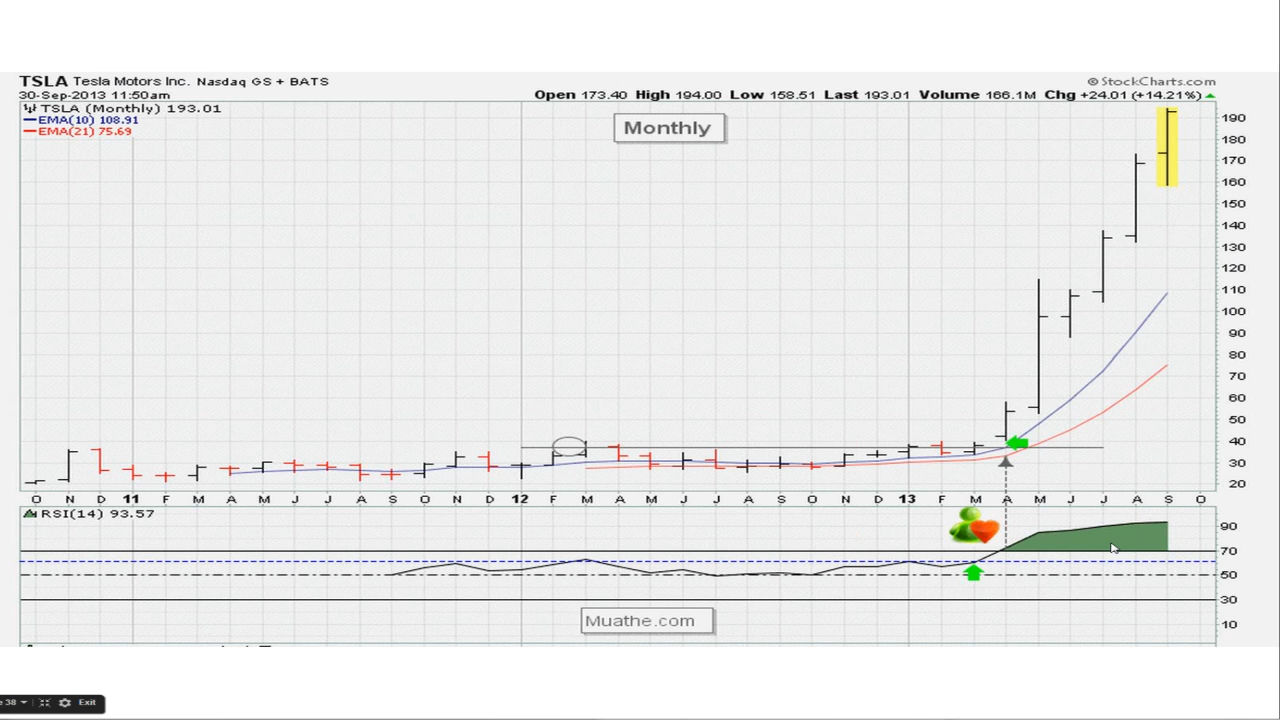 TSLA Tesla Motors Inc. Nasdaq GS + BATS
© StockCharts.com
30-Sep-2013 11:50am
Open 173.40 High 194.00 Low 158.51 Last 193.01 Volume 166.1M Chg +24.01 (+14.21%)
TSLA (Monthly) 193.01
EMA(10) 108.91
EMA(21) 75.69
Monthly
190
180
170
160
150
140
130
120
110
100
90
80
70
60
50
40
30
20
O N D 11 F M A M J J A S O N D 12 F M A M J J A S O N D 13 F M A M J J A S O
RSI(14) 93.57
90
70
50
30
10
Muathe.com
38
Exit